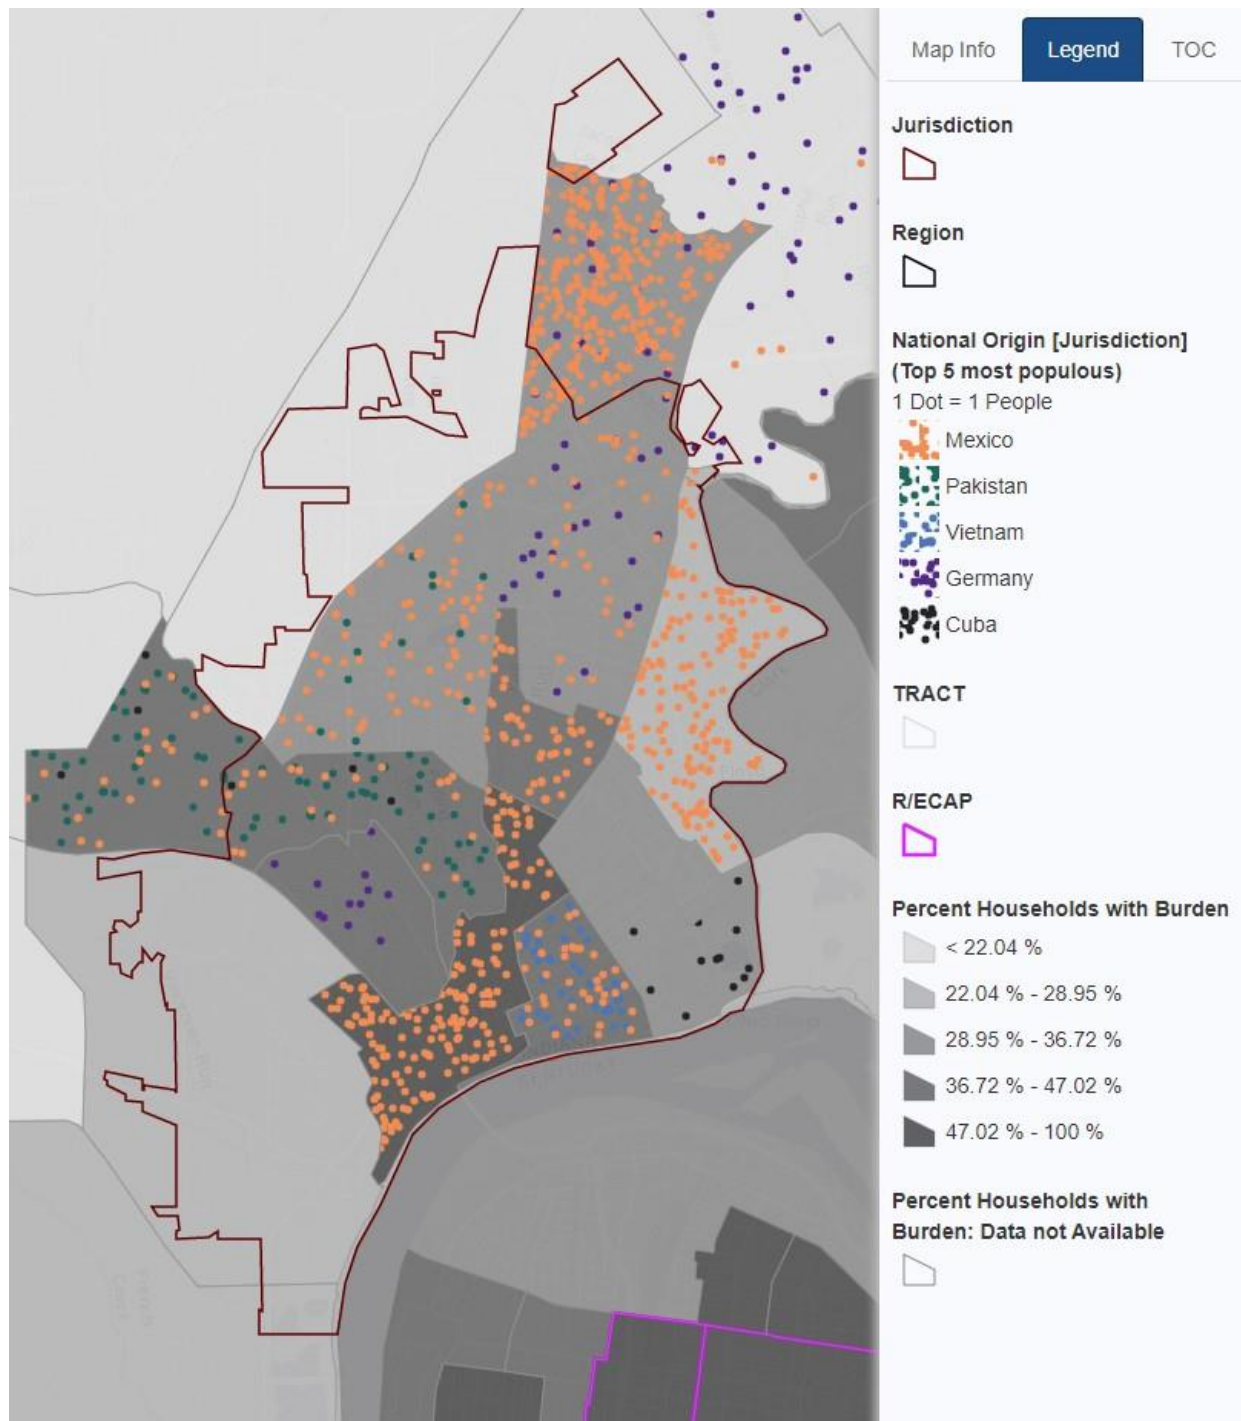 Map Info
Legend
TOC
Jurisdiction
Region
National Origin [Jurisdiction]
(Top 5 most populous)
1 Dot = 1 People
Mexico
Pakistan
Vietnam
Germany
Cuba
TRACT
R/ECAP
Percent Households with Burden
< 22.04 %
22.04 % - 28.95 %
28.95 % - 36.72 %
36.72 % - 47.02 %
47.02 % - 100 %
Percent Households with
Burden: Data not Available